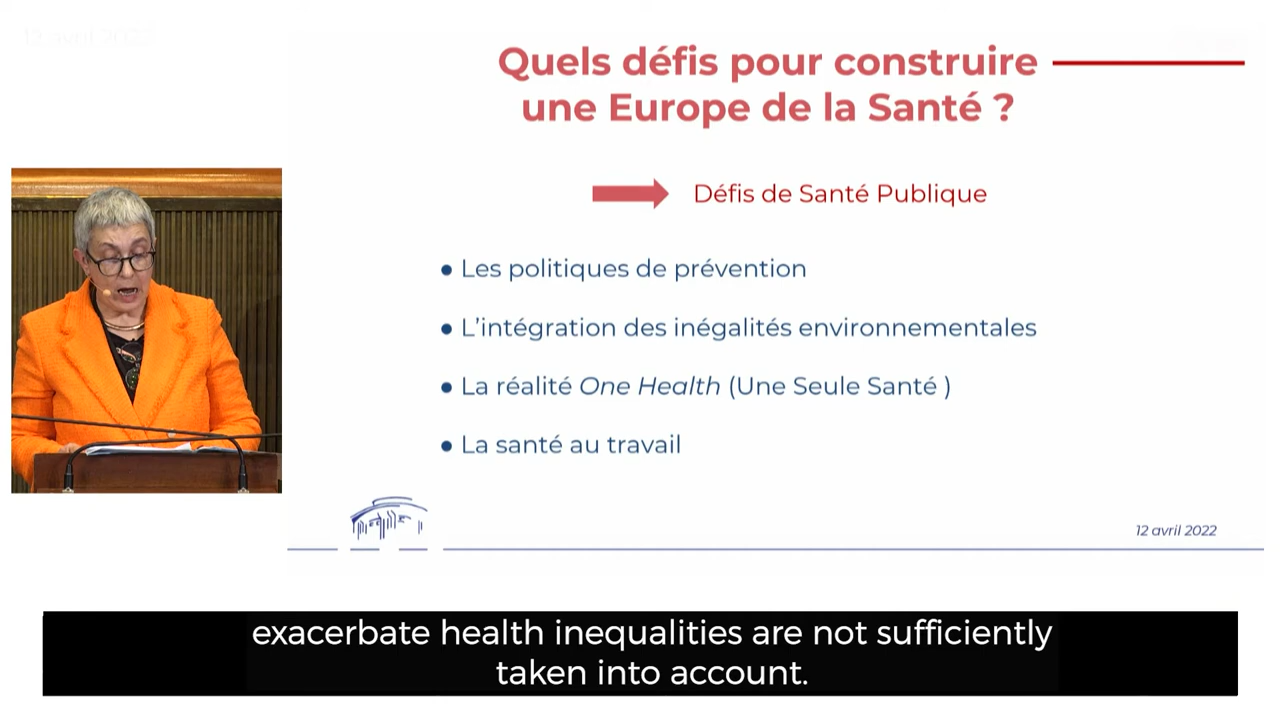 Quels défis pour construire
une Europe de la Santé ?
Défis de Santé Publique
• Les politiques de prévention
• L'intégration des inégalités environnementales
• La réalité One Health (Une Seule Santé )
• La santé au travail
12 avril 2022
exacerbate health inequalities are not sufficiently
taken into account.